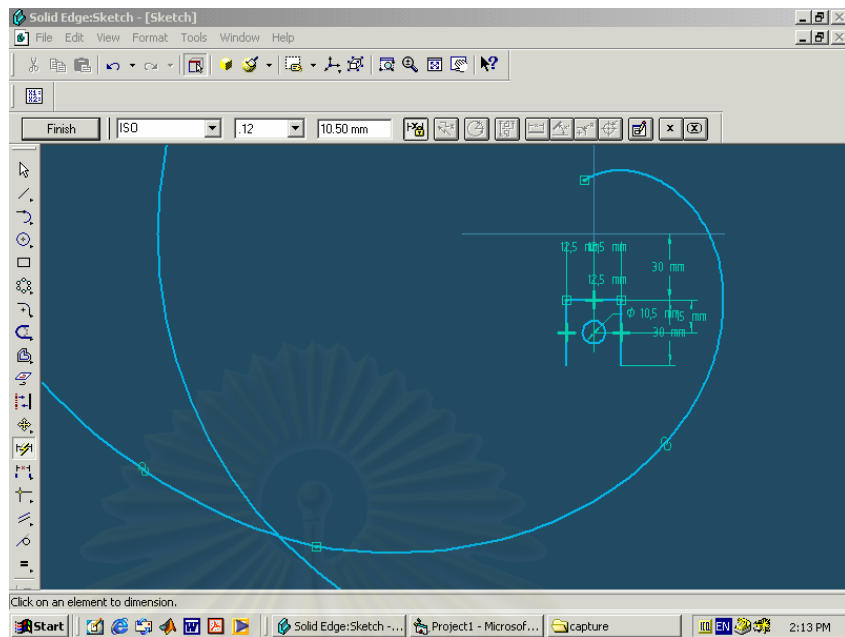 Solid Edge:Sketch - [Sketch]
File Edit View Format Tools Window Help
Finish ISO .12 10.50 mm
12,5 mm
12,5 mm
30 mm
Φ 10,5 mm
30 mm
Click on an element to dimension.
Start Solid Edge:Sketch -... Project1 - Microsof... capture EN 2:13 PM